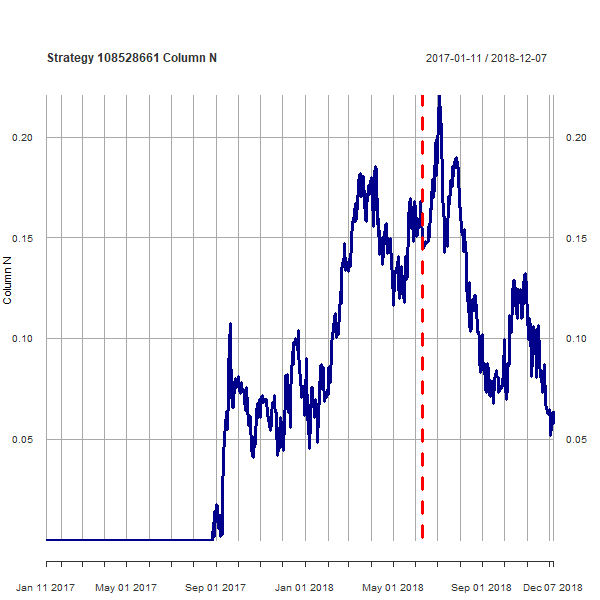 Strategy 108528661 Column N
2017-01-11 / 2018-12-07
0.20
0.20
0.15
0.15
Column N
0.10
0.10
0.05
0.05
Jan 11 2017
May 01 2017
Sep 01 2017
Jan 01 2018
May 01 2018
Sep 01 2018
Dec 07 2018